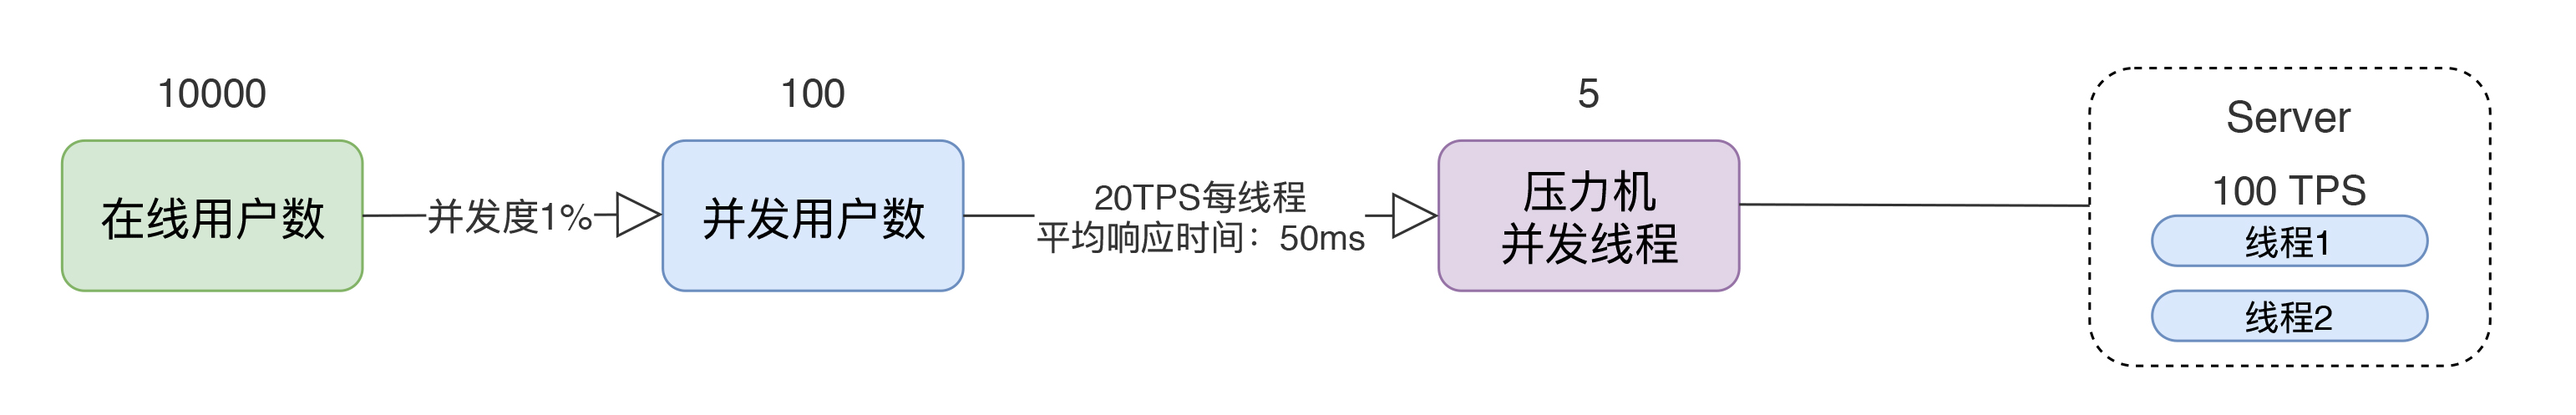 10000
在线用户数
并发度1%
100
并发用户数
20TPS每线程
平均响应时间：50ms
5
压力机
并发线程
Server
100 TPS
线程1
线程2